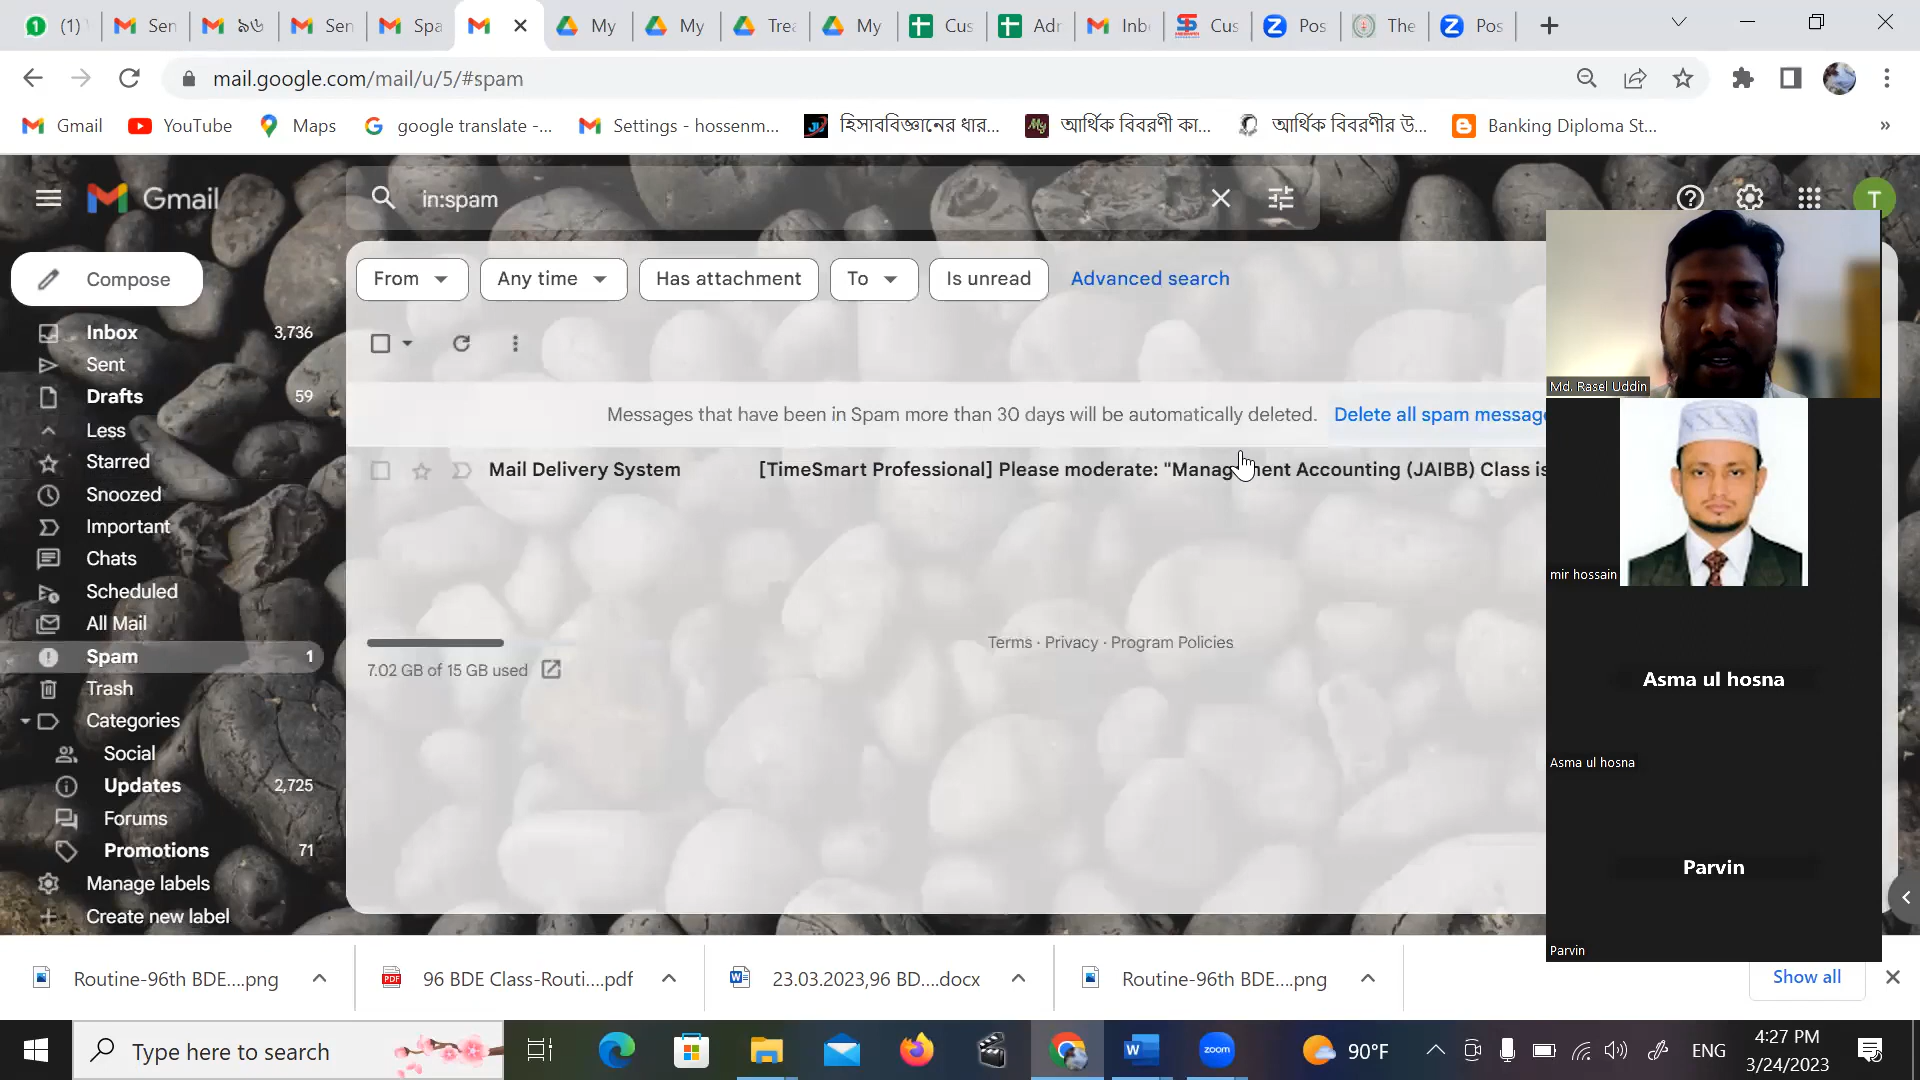 (1) Sen ৯৬ Sen Spa My My Trea My Cus Adr Inb Cus Pos The Pos
mail.google.com/mail/u/5/#spam
Gmail YouTube Maps google translate -... Settings - hossenm... হিসাববিজ্ঞানের ধার... আর্থিক বিবরণী কা... আর্থিক বিবরণীর উ... Banking Diploma St... »
Gmail
in:spam
T
Compose
From Any time Has attachment To Is unread Advanced search
Inbox 3,736
Sent
Drafts 59
Less
Starred
Snoozed
Important
Chats
Scheduled
All Mail
Spam 1
Trash
Categories
Social
Updates 2,725
Forums
Promotions 71
Manage labels
Create new label
Messages that have been in Spam more than 30 days will be automatically deleted. Delete all spam message
Mail Delivery System [TimeSmart Professional] Please moderate: "Management Accounting (JAIBB) Class is
Terms · Privacy · Program Policies
7.02 GB of 15 GB used
Md. Rasel Uddin
mir hossain
Asma ul hosna
Asma ul hosna
Parvin
Parvin
Routine-96th BDE....png 96 BDE Class-Routi....pdf 23.03.2023,96 BD....docx Routine-96th BDE....png Show all
Type here to search
zoom
90°F
ENG
4:27 PM
3/24/2023